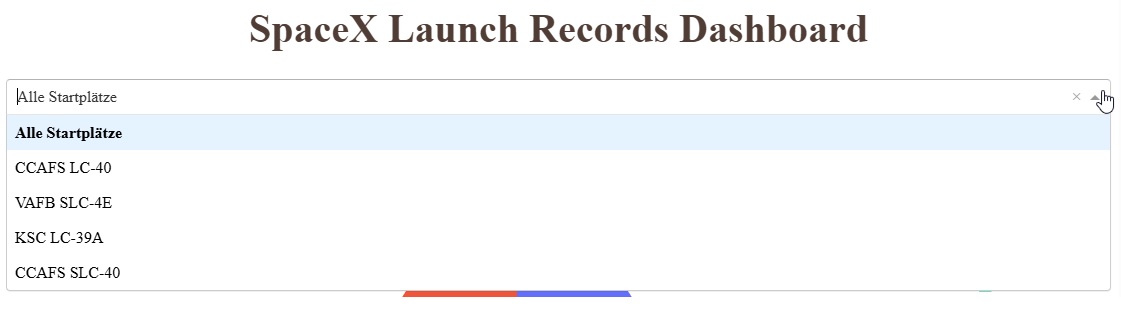 SpaceX Launch Records Dashboard
Alle Startplätze
Alle Startplätze
CCAFS LC-40
VAFB SLC-4E
KSC LC-39A
CCAFS SLC-40